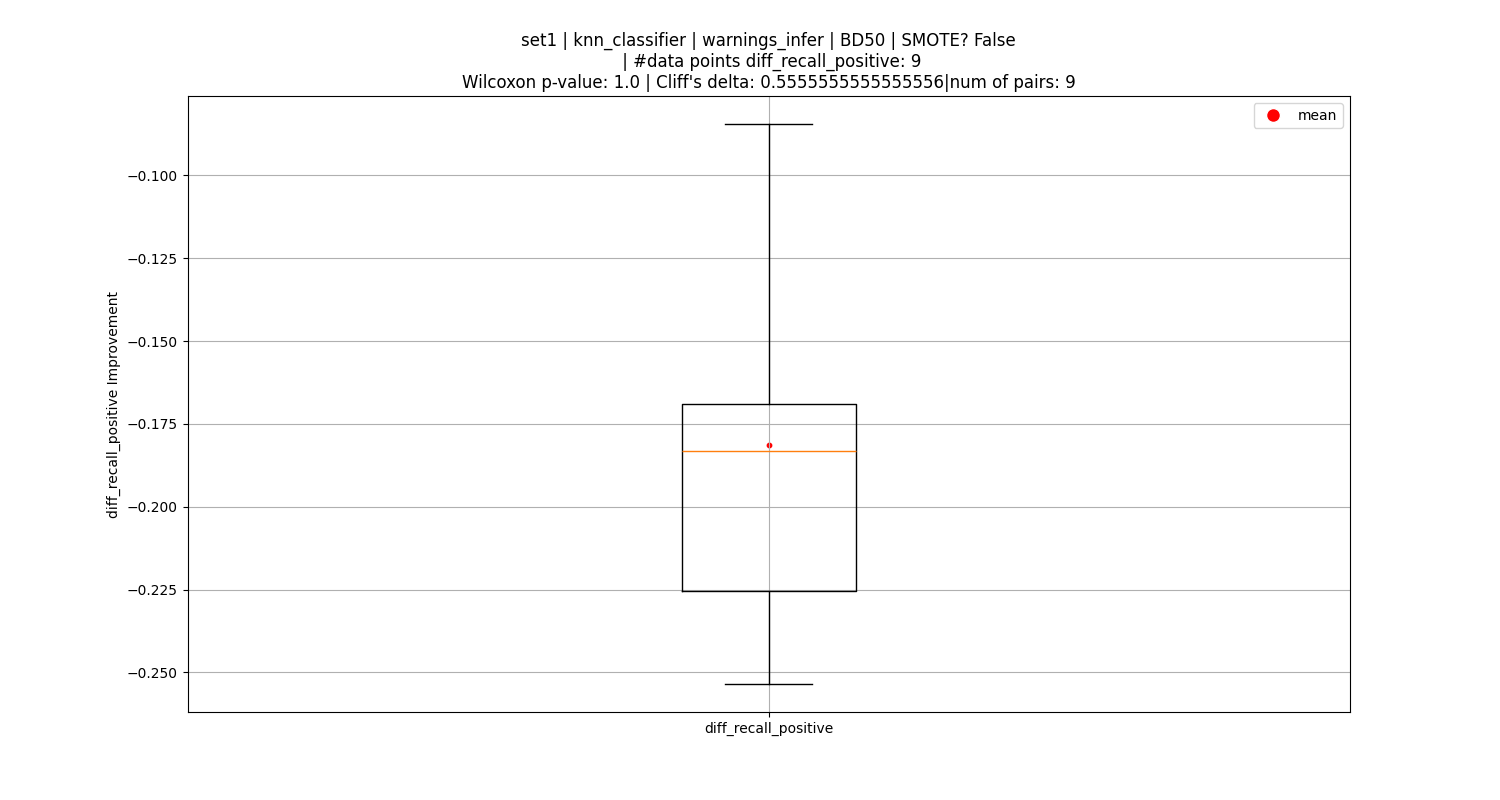 set1 | knn_classifier | warnings_infer | BD50 | SMOTE? False
| #data points diff_recall_positive: 9
Wilcoxon p-value: 1.0 | Cliff's delta: 0.5555555555555556|num of pairs: 9
mean
−0.100
−0.125
−0.150
−0.175
−0.200
−0.225
−0.250
diff_recall_positive Improvement
diff_recall_positive